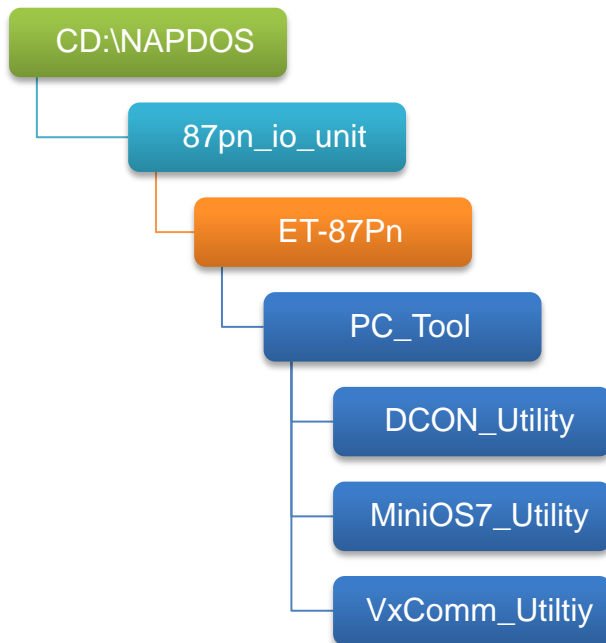 CD:\NAPDOS
87pn_io_unit
ET-87Pn
PC_Tool
DCON_Utility
MiniOS7_Utility
VxComm_Utiltiy